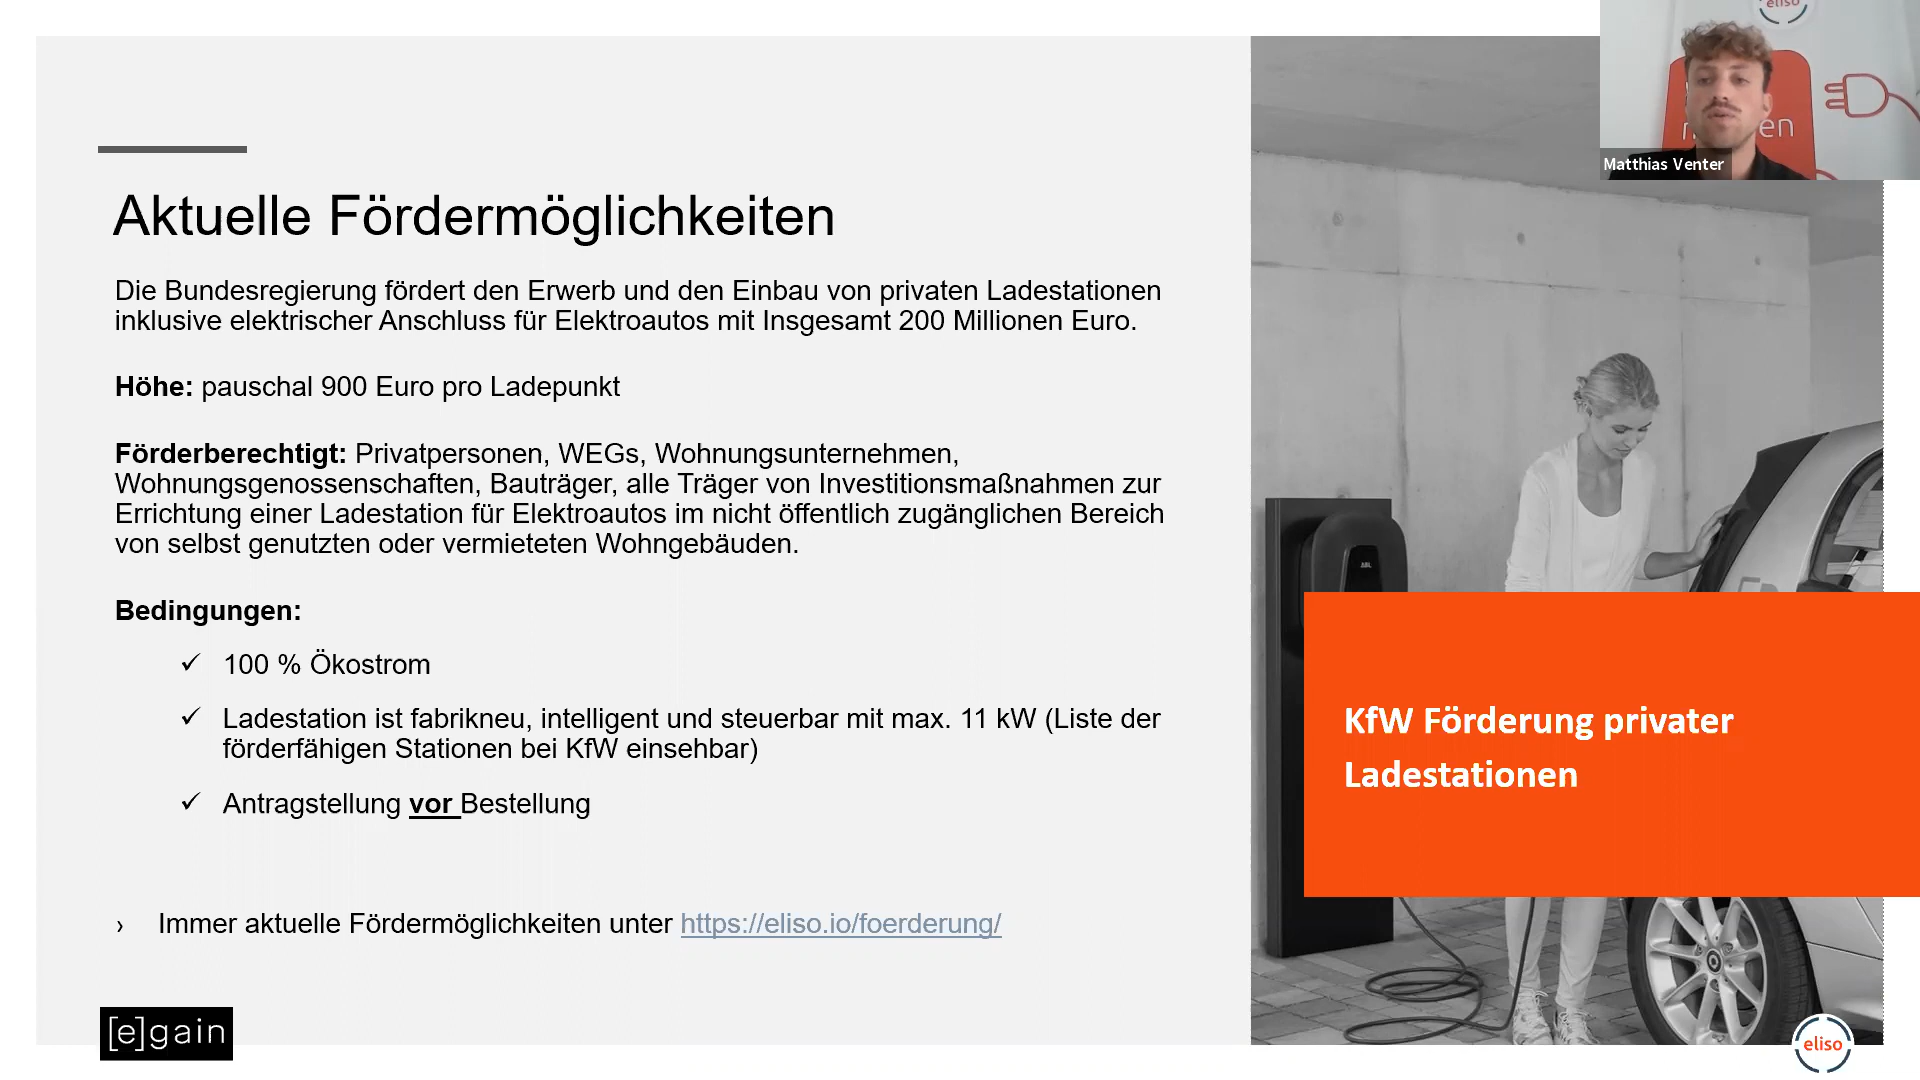 Aktuelle Fördermöglichkeiten
Die Bundesregierung fördert den Erwerb und den Einbau von privaten Ladestationen
inklusive elektrischer Anschluss für Elektroautos mit Insgesamt 200 Millionen Euro.
Höhe: pauschal 900 Euro pro Ladepunkt
Förderberechtigt: Privatpersonen, WEGs, Wohnungsunternehmen,
Wohnungsgenossenschaften, Bauträger, alle Träger von Investitionsmaßnahmen zur
Errichtung einer Ladestation für Elektroautos im nicht öffentlich zugänglichen Bereich
von selbst genutzten oder vermieteten Wohngebäuden.
Bedingungen:
✓ 100 % Ökostrom
✓ Ladestation ist fabrikneu, intelligent und steuerbar mit max. 11 kW (Liste der
förderfähigen Stationen bei KfW einsehbar)
✓ Antragstellung vor Bestellung
› Immer aktuelle Fördermöglichkeiten unter https://eliso.io/foerderung/
[e]gain
eliso
Matthias Venter
ABL
KfW Förderung privater
Ladestationen
eliso